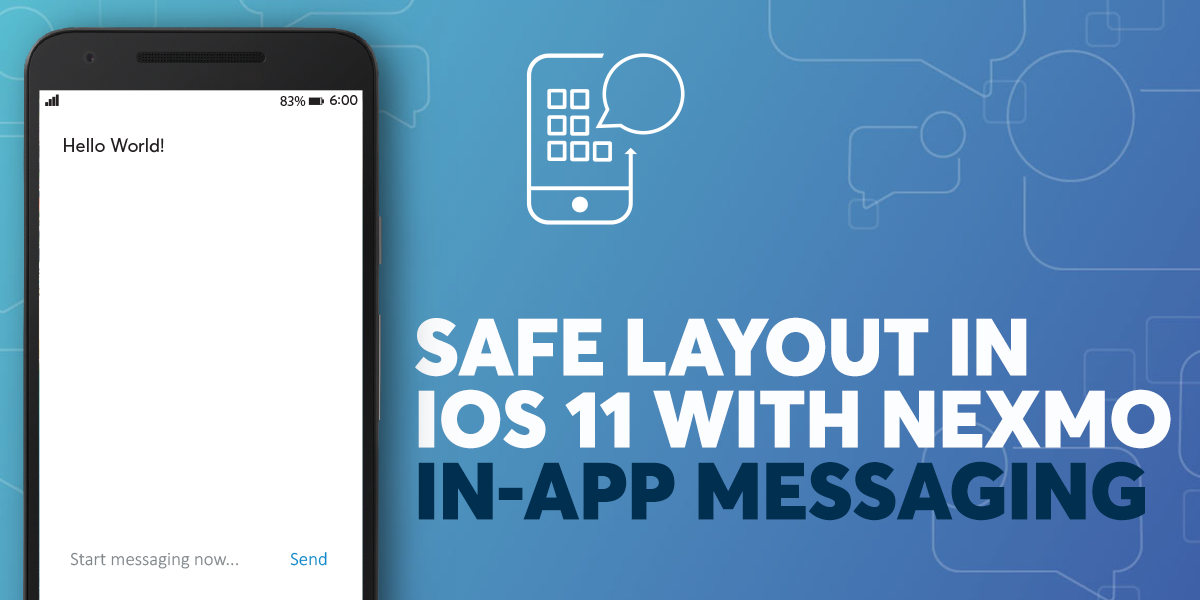 83% 6:00
Hello World!
Start messaging now... Send
SAFE LAYOUT IN
IOS 11 WITH NEXMO
IN-APP MESSAGING